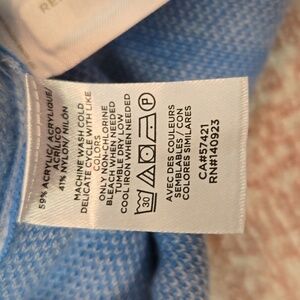 RE
59% ACRYLIC/ ACRYLIQUE/
ACRÍLICO
41% NYLON/ NILÓN
MACHINE WASH COLD
DELICATE CYCLE WITH LIKE
COLORS
ONLY NON-CHLORINE
BLEACH WHEN NEEDED
TUMBLE DRY LOW
COOL IRON WHEN NEEDED
30
P
AVEC DES COULEURS
SEMBLABLES / CON
COLORES SIMILARES
CA#57421
RN#140923